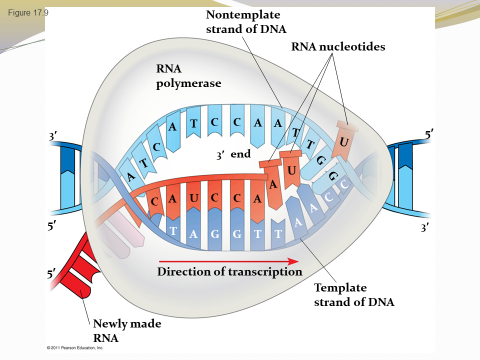 Figure 17.9
Nontemplate
strand of DNA
RNA nucleotides
RNA
polymerase
3′
5′
A T C A T C C A A T T G G
U
3′ end
C A U C C A A U
T A G G T T A A C C
5′
3′
5′
Direction of transcription
Template
strand of DNA
Newly made
RNA
© 2011 Pearson Education, Inc.